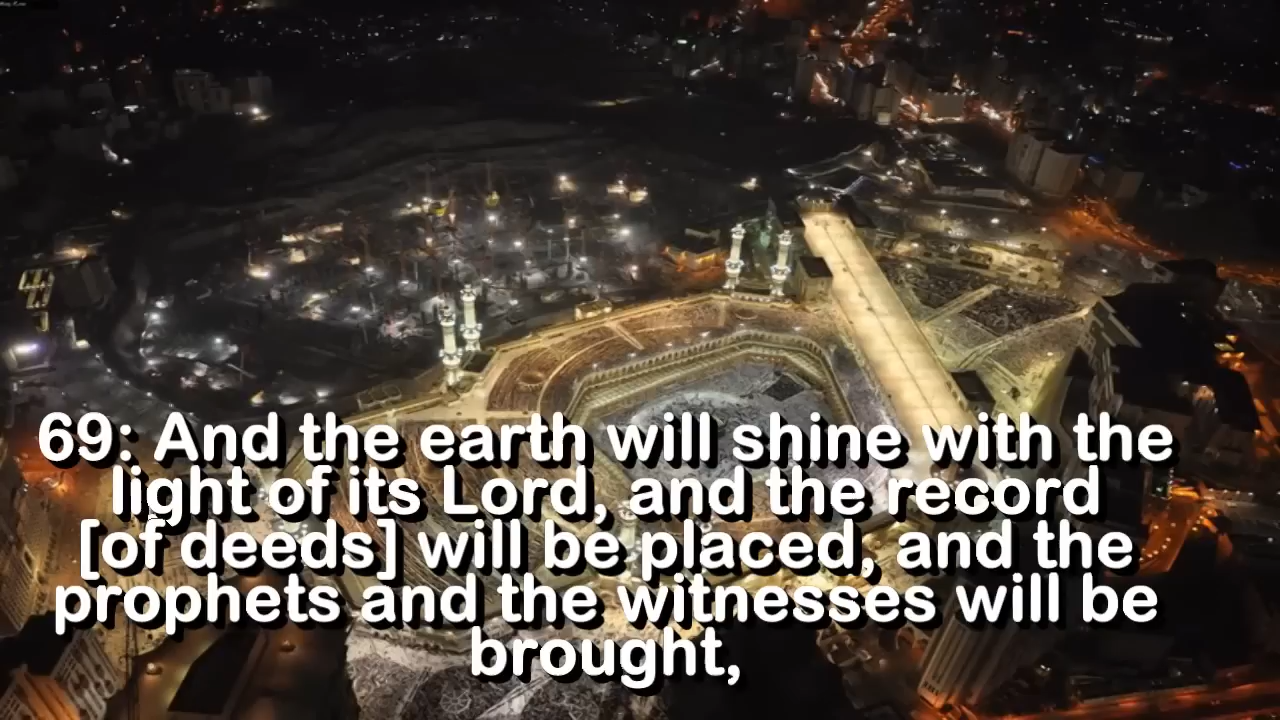 69: And the earth will shine with the
light of its Lord, and the record
[of deeds] will be placed, and the
prophets and the witnesses will be
brought,